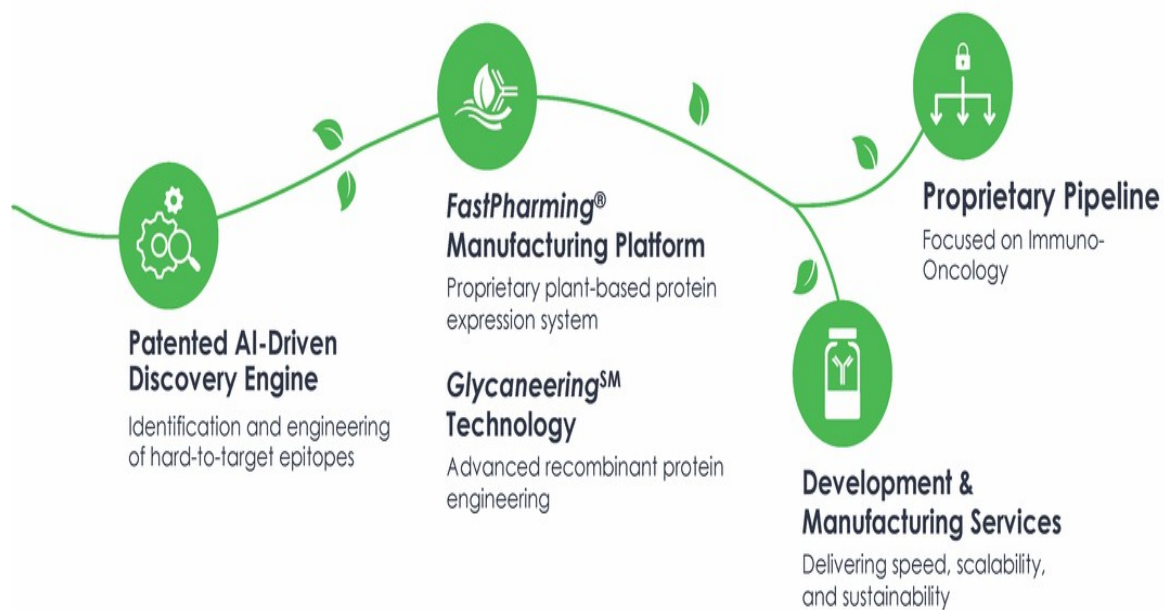 Patented AI-Driven
Discovery Engine
Identification and engineering
of hard-to-target epitopes
FastPharming®
Manufacturing Platform
Proprietary plant-based protein
expression system
Glycaneering℠
Technology
Advanced recombinant protein
engineering
Proprietary Pipeline
Focused on Immuno-
Oncology
Development &
Manufacturing Services
Delivering speed, scalability,
and sustainability